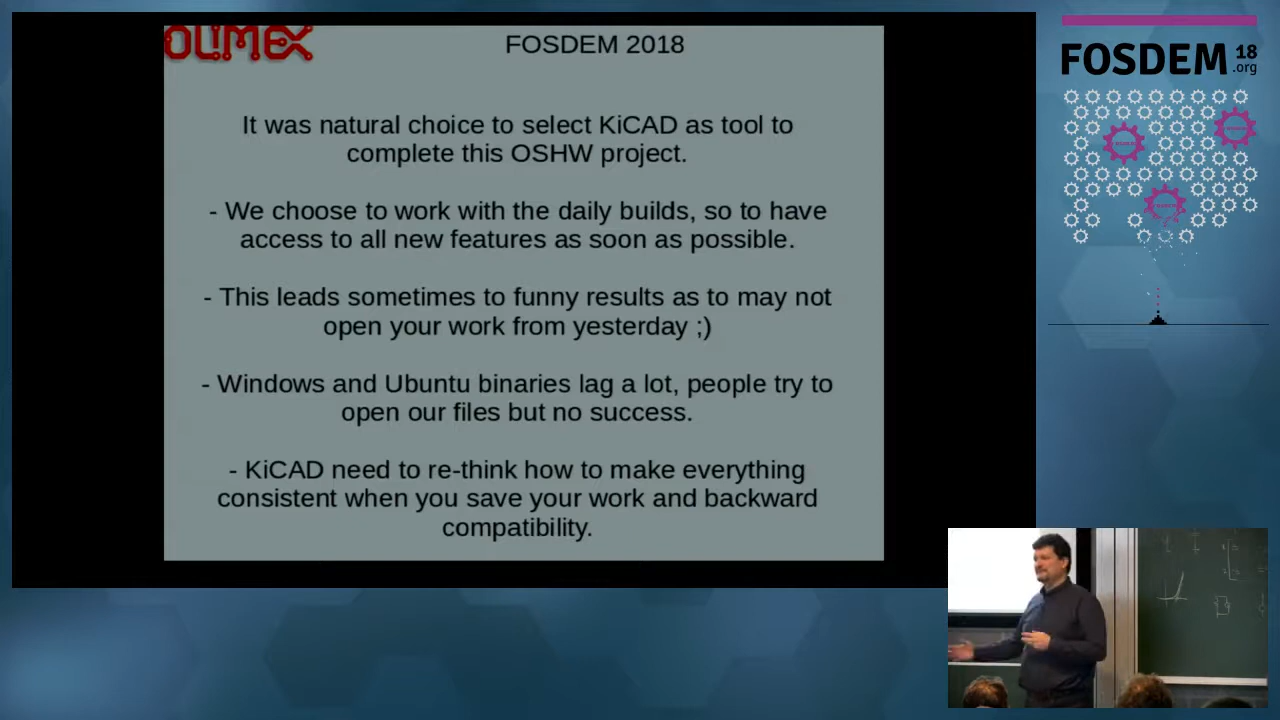 OLIMEX
FOSDEM 2018
It was natural choice to select KiCAD as tool to
complete this OSHW project.
- We choose to work with the daily builds, so to have
access to all new features as soon as possible.
- This leads sometimes to funny results as to may not
open your work from yesterday ;)
- Windows and Ubuntu binaries lag a lot, people try to
open our files but no success.
- KiCAD need to re-think how to make everything
consistent when you save your work and backward
compatibility.
FOSDEM 18
.org